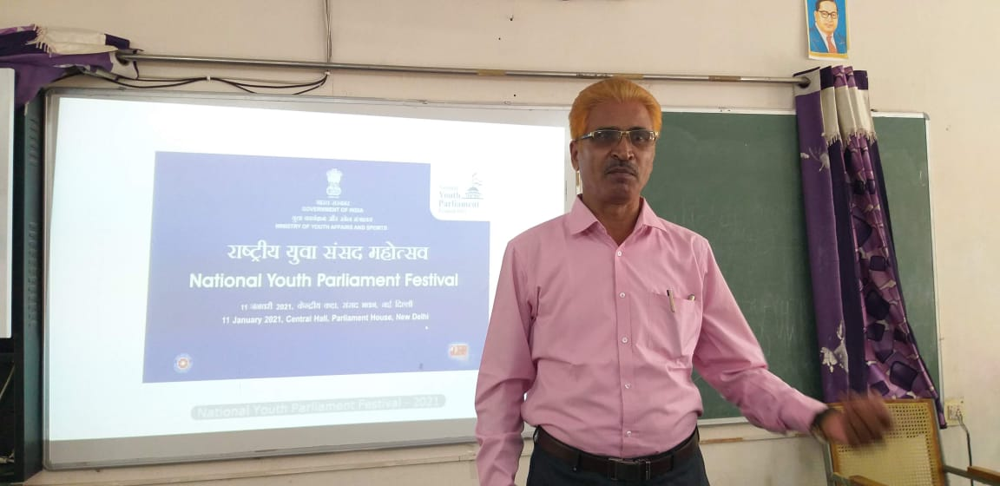 भारत सरकार
GOVERNMENT OF INDIA
युवा कार्यक्रम और खेल मंत्रालय
MINISTRY OF YOUTH AFFAIRS AND SPORTS
National
Youth
Parliament
राष्ट्रीय युवा संसद महोत्सव
National Youth Parliament Festival
11 जनवरी 2021, केन्द्रीय कक्ष, संसद भवन, नई दिल्ली
11 January 2021, Central Hall, Parliament House, New Delhi
National Youth Parliament Festival - 2021